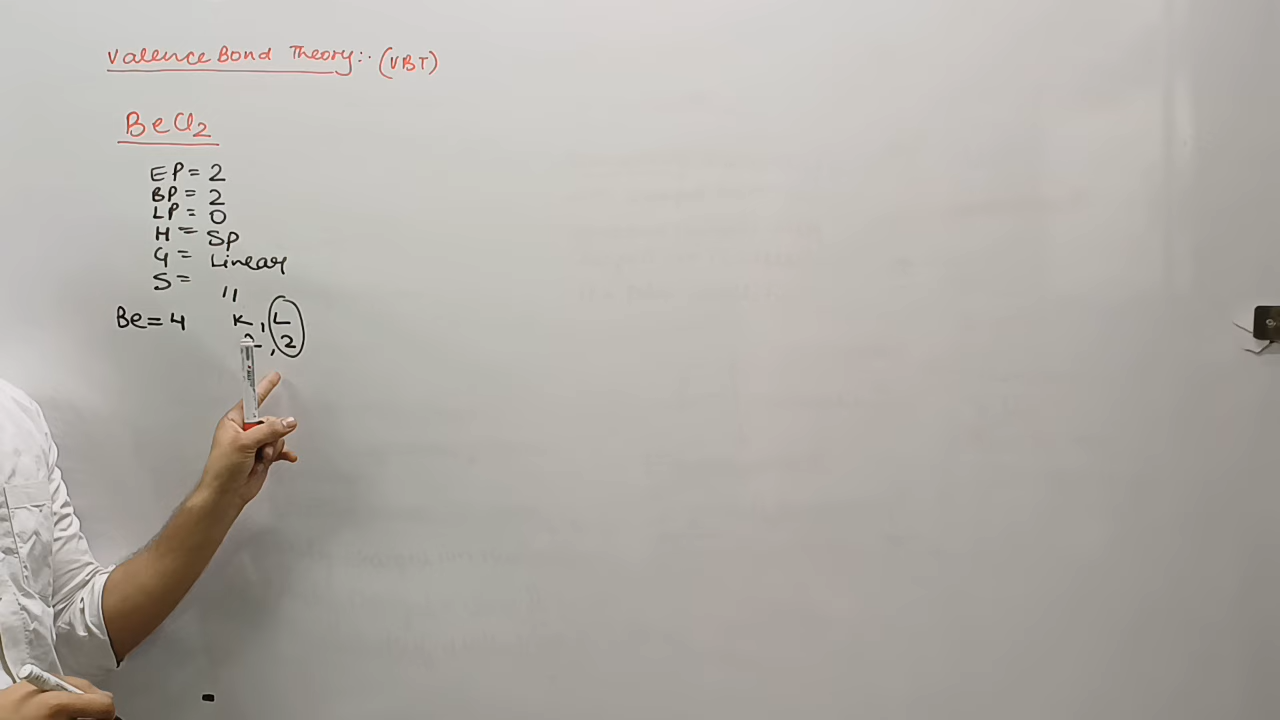 Valence Bond Theory:- (VBT)
BeCl2
EP = 2
BP = 2
LP = 0
H = Sp
G = Linear
S = "
Be = 4 K, L
2, 2